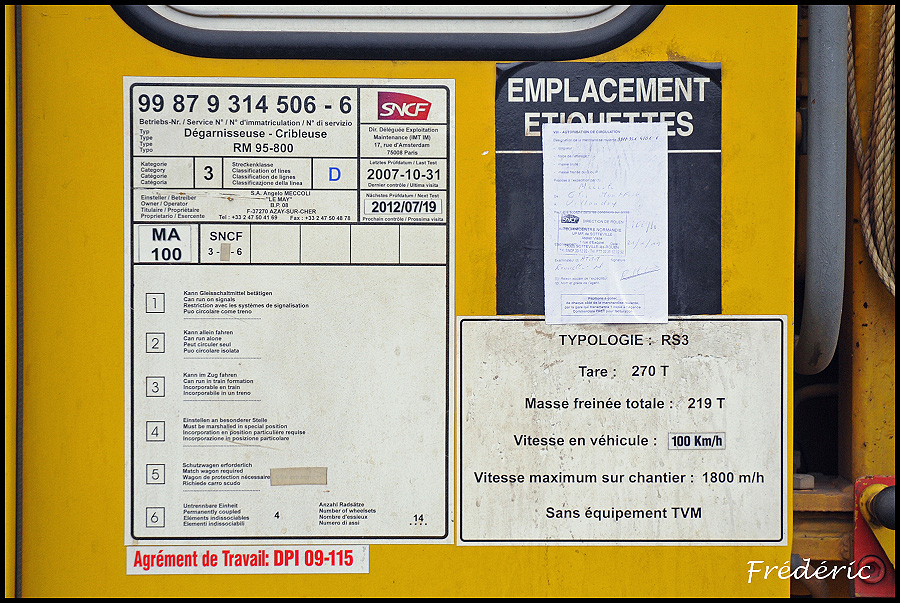 99 87 9 314 506 - 6
Betriebs-Nr. / Service N° / N° d'immatriculation / N° di servizio
Typ
Type
Type
Type
Dégarnisseuse - Cribleuse
RM 95-800
SNCF
Dir. Déléguée Exploitation
Maintenance (IMT IM)
17, rue d'Amsterdam
75008 Paris
Kategorie
Category
Catégorie
Categoria
3
Streckenklasse
Classification of lines
Classification de lignes
Classificazione della linea
D
Letztes Prüfdatum / Last Test
2007-10-31
Dernier contrôle / Ultima visita
Einsteller / Betreiber
Owner / Operator
Titulaire / Propriétaire
Proprietario / Esercente
S.A. Angelo MECCOLI
"LE MAY"
B.P. 08
F-37270 AZAY-SUR-CHER
Tel : +33 2 47 50 41 69 Fax : +33 2 47 50 48 78
Nächstes Prüfdatum / Next Test
2012/07/19
Prochain contrôle / Prossima visita
MA
100
SNCF
3 - - 6
1
Kann Gleisschaltmittel betätigen
Can run on signals
Restriction avec les systèmes de signalisation
Puo circolare come treno
2
Kann allein fahren
Can run alone
Peut circuler seul
Puo circolare isolata
3
Kann im Zug fahren
Can run in train formation
Incorporable en train
Incorporabile in un treno
4
Einstellen an besonderer Stelle
Must be marshalled in special position
Incorporation en position particulière requise
Incorporazione in posizione particolare
5
Schutzwagen erforderlich
Match wagon required
Wagon de protection nécessaire
Richiede carro scudo
6
Untrennbare Einheit
Permanently coupled
Eléments indissociables
Elementi indissociabili
4
Anzahl Radsätze
Number of wheelsets
Nombre d'essieux
Numero di assi
14
Agrément de Travail: DPI 09-115
EMPLACEMENT
ETIQUETTES
SNCF
DIRECTION DE ROUEN
TECHNICENTRE NORMANDIE
TYPOLOGIE : RS3
Tare : 270 T
Masse freinée totale : 219 T
Vitesse en véhicule : 100 Km/h
Vitesse maximum sur chantier : 1800 m/h
Sans équipement TVM
Frédéric ©